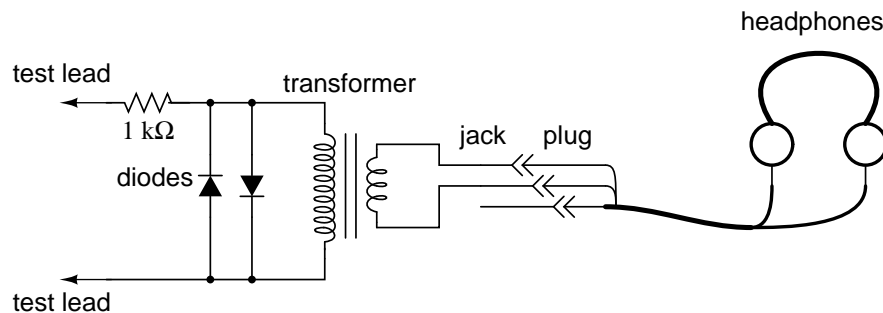 headphones
test lead
transformer
1 kΩ
jack plug
diodes
test lead